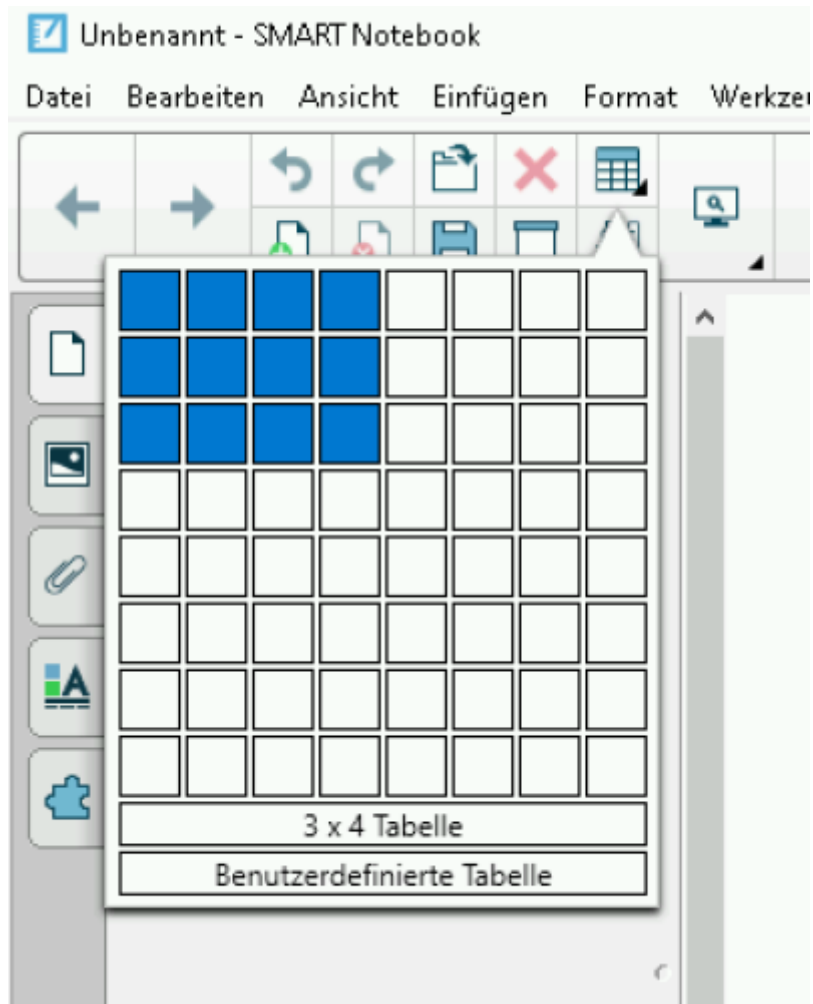 Unbenannt - SMART Notebook
Datei Bearbeiten Ansicht Einfügen Format
3 x 4 Tabelle
Benutzerdefinierte Tabelle